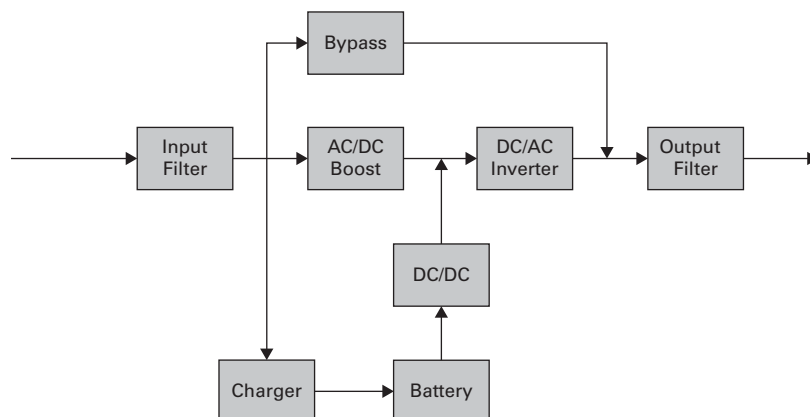 Bypass
Input
Filter
AC/DC
Boost
DC/AC
Inverter
Output
Filter
DC/DC
Charger
Battery